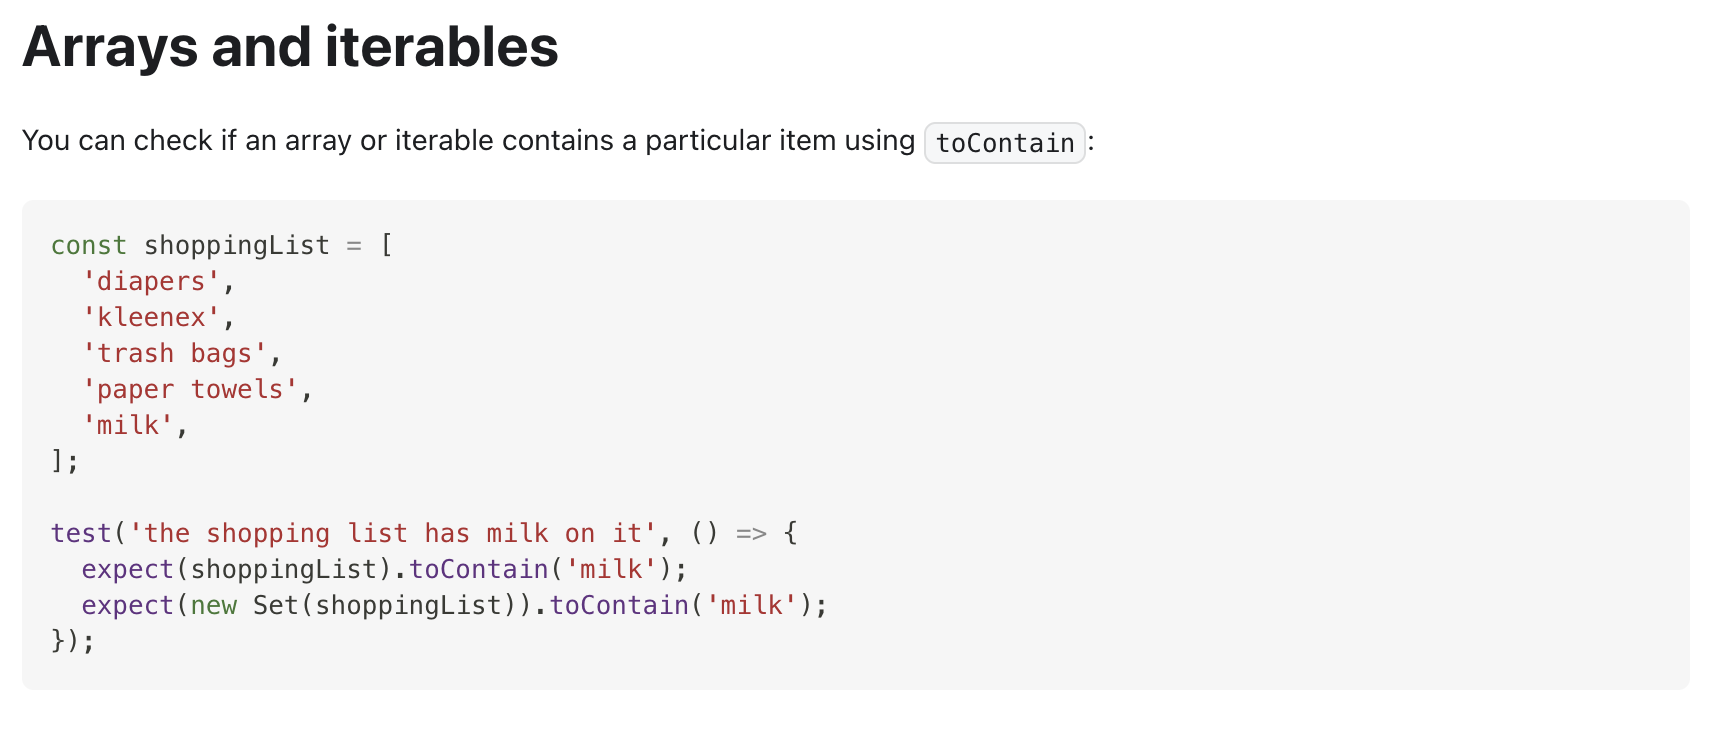 Arrays and iterables
You can check if an array or iterable contains a particular item using toContain:
const shoppingList = [
  'diapers',
  'kleenex',
  'trash bags',
  'paper towels',
  'milk',
];

test('the shopping list has milk on it', () => {
  expect(shoppingList).toContain('milk');
  expect(new Set(shoppingList)).toContain('milk');
});